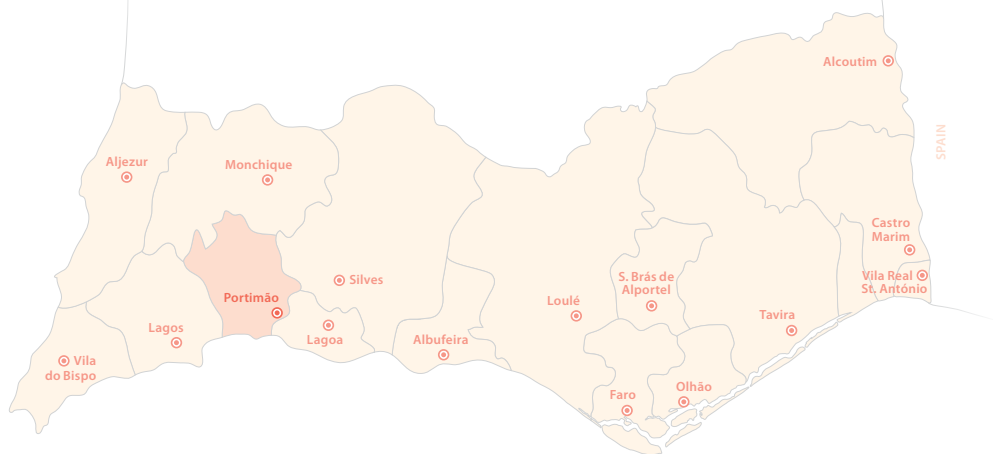 Alcoutim
SPAIN
Aljezur
Monchique
Castro
Marim
Silves
S. Brás de
Alportel
Vila Real
St. António
Portimão
Loulé
Tavira
Lagos
Lagoa
Albufeira
Vila
do Bispo
Faro
Olhão